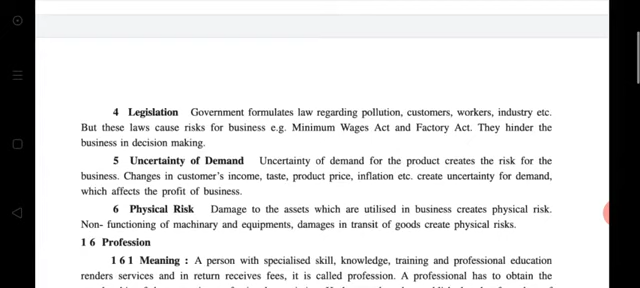 4 Legislation Government formulates law regarding pollution, customers, workers, industry etc.
But these laws cause risks for business e.g. Minimum Wages Act and Factory Act. They hinder the
business in decision making.
5 Uncertainty of Demand Uncertainty of demand for the product creates the risk for the
business. Changes in customer's income, taste, product price, inflation etc. create uncertainty for demand,
which affects the profit of business.
6 Physical Risk Damage to the assets which are utilised in business creates physical risk.
Non- functioning of machinary and equipments, damages in transit of goods create physical risks.
1 6 Profession
1 6 1 Meaning : A person with specialised skill, knowledge, training and professional education
renders services and in return receives fees, it is called profession. A professional has to obtain the